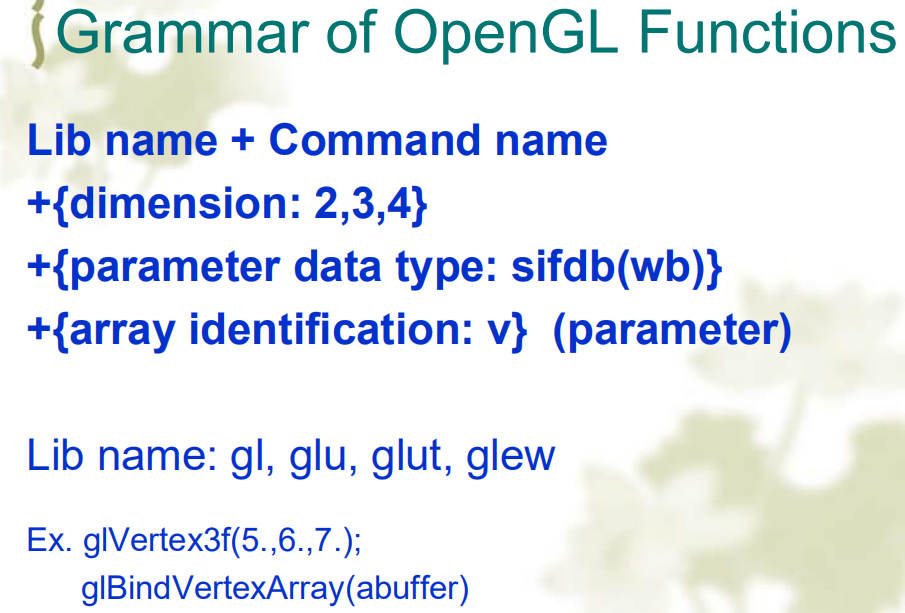 Grammar of OpenGL Functions
Lib name + Command name
+{dimension: 2,3,4}
+{parameter data type: sifdb(wb)}
+{array identification: v} (parameter)
Lib name: gl, glu, glut, glew
Ex. glVertex3f(5.,6.,7.);
glBindVertexArray(abuffer)